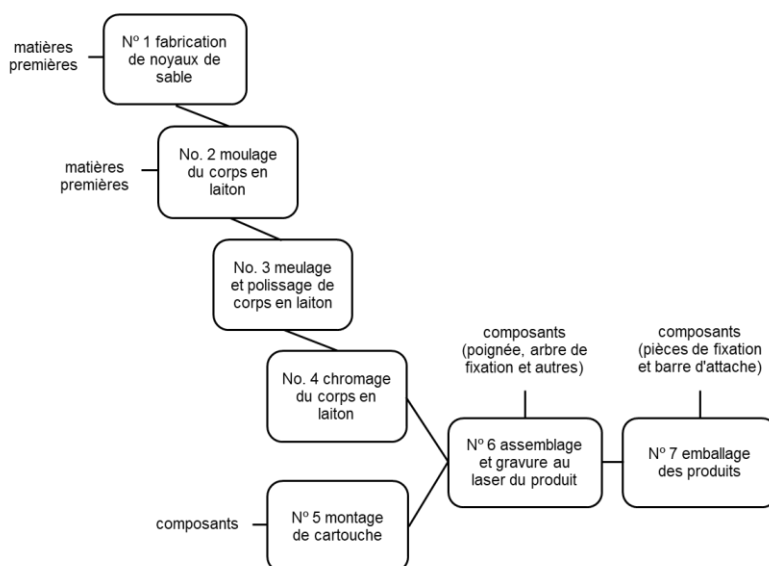 matières
premières
Nº 1 fabrication
de noyaux de
sable
matières
premières
No. 2 moulage
du corps en
laiton
No. 3 meulage
et polissage de
corps en laiton
No. 4 chromage
du corps en
laiton
composants
Nº 5 montage
de cartouche
composants
(poignée, arbre de
fixation et autres)
Nº 6 assemblage
et gravure au
laser du produit
composants
(pièces de fixation
et barre d'attache)
Nº 7 emballage
des produits